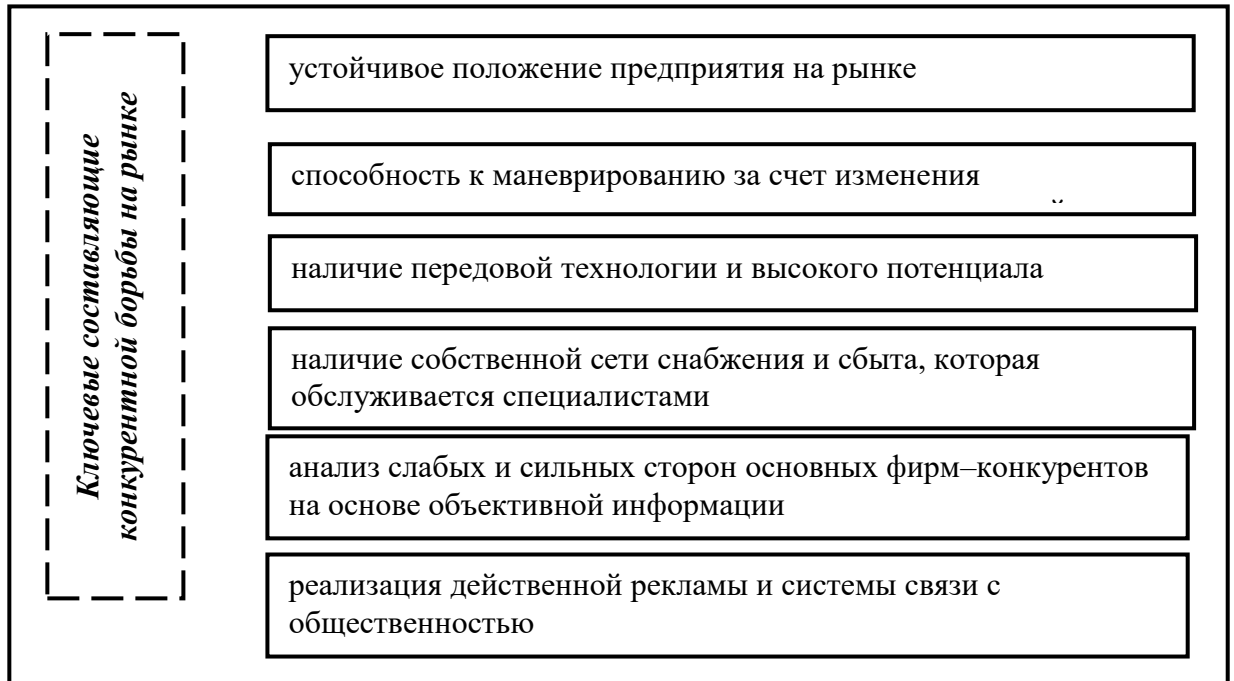 Ключевые составляющие
конкурентной борьбы на рынке
устойчивое положение предприятия на рынке
способность к маневрированию за счет изменения
наличие передовой технологии и высокого потенциала
наличие собственной сети снабжения и сбыта, которая
обслуживается специалистами
анализ слабых и сильных сторон основных фирм–конкурентов
на основе объективной информации
реализация действенной рекламы и системы связи с
общественностью